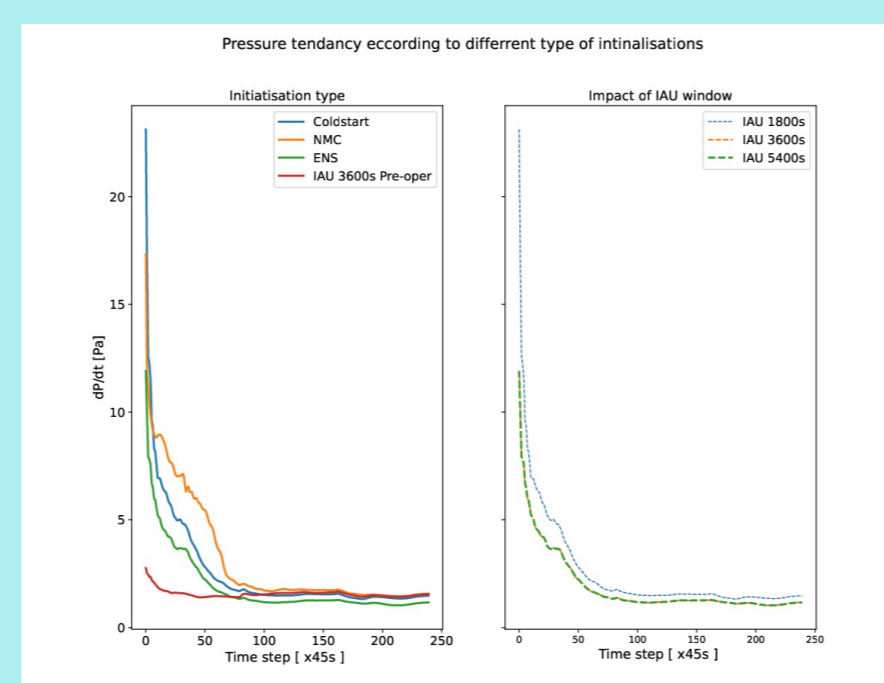 Pressure tendancy eccording to differrent type of intinalisations
Initiatisation type
Coldstart
NMC
ENS
IAU 3600s Pre-oper
20
15
10
5
0
dP/dt [Pa]
0 50 100 150 200 250
Time step [ x45s ]
Impact of IAU window
IAU 1800s
IAU 3600s
IAU 5400s
0 50 100 150 200 250
Time step [ x45s ]